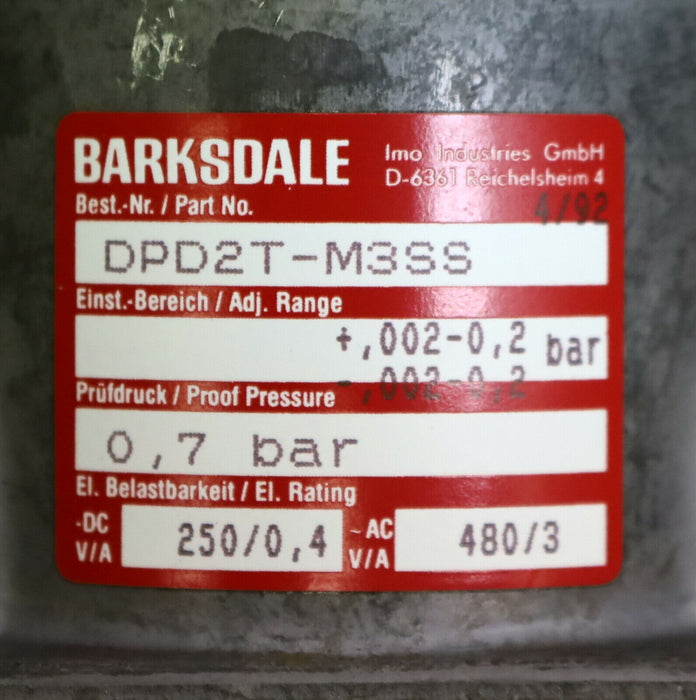 BARKSDALE
Imo Industries GmbH
D-6361 Reichelsheim 4
Best.-Nr. / Part No.
4/92
DPD2T-M3SS
Einst.-Bereich / Adj. Range
+,002-0,2 bar
-,002-0,2
Prüfdruck / Proof Pressure
0,7 bar
El. Belastbarkeit / El. Rating
-DC V/A 250/0,4 ~AC V/A 480/3